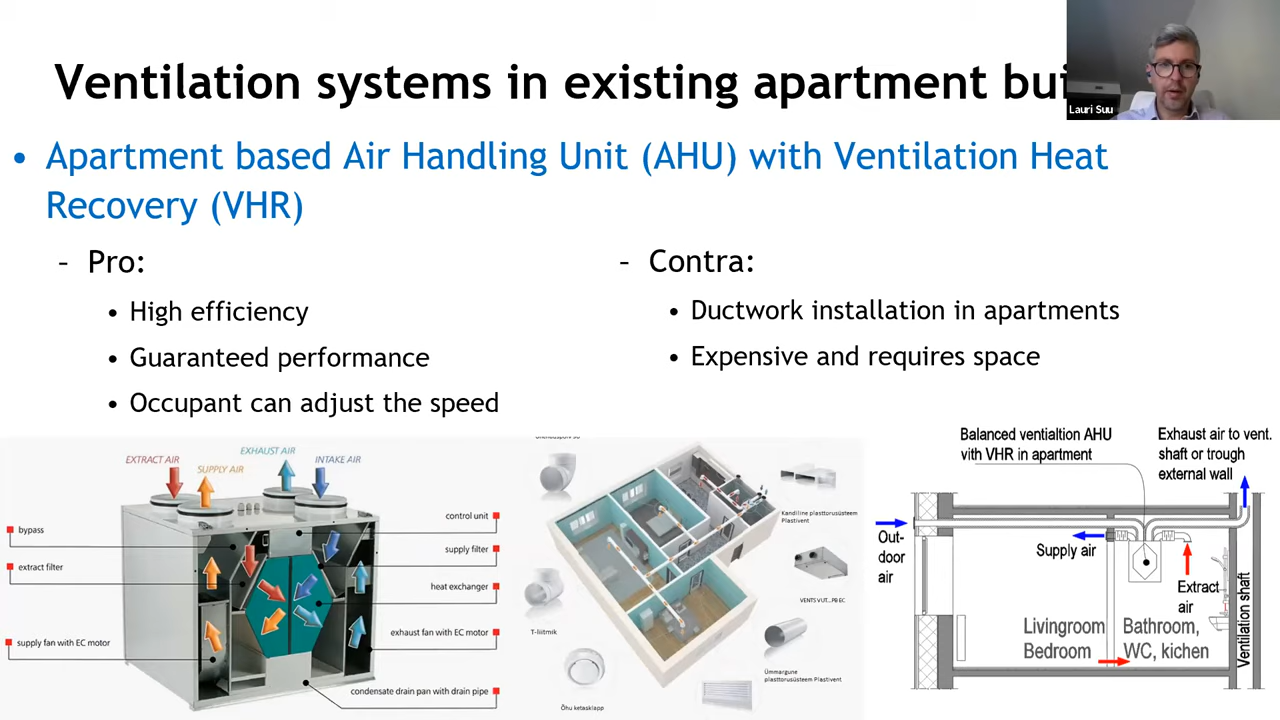 Ventilation systems in existing apartment bui
Lauri Suu
• Apartment based Air Handling Unit (AHU) with Ventilation Heat
Recovery (VHR)
– Pro:
• High efficiency
• Guaranteed performance
• Occupant can adjust the speed
– Contra:
• Ductwork installation in apartments
• Expensive and requires space
EXTRACT AIR
SUPPLY AIR
EXHAUST AIR
INTAKE AIR
bypass
extract filter
supply fan with EC motor
control unit
supply filter
heat exchanger
exhaust fan with EC motor
condensate drain pan with drain pipe
T-liitmik
Õhu ketasklapp
Kandiline plasttorusüsteem
Plastivent
VENTS VUT...PB EC
Ümmargune
plasttorusüsteem Plastivent
Balanced ventialtion AHU
vith VHR in apartment
Exhaust air to vent.
shaft or trough
external wall
Out-
door
air
Supply air
Extract
air
Livingroom
Bedroom
Bathroom,
WC, kichen
Ventilation shaft